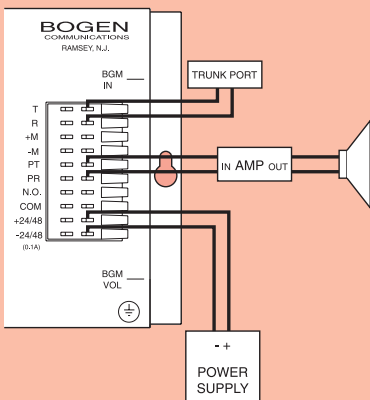 BOGEN
COMMUNICATIONS
RAMSEY, N.J.
BGM
IN
TRUNK PORT
T
R
+M
-M
PT
PR
N.O.
COM
+24/48
-24/48
(0.1A)
IN AMP OUT
BGM
VOL
- +
POWER
SUPPLY